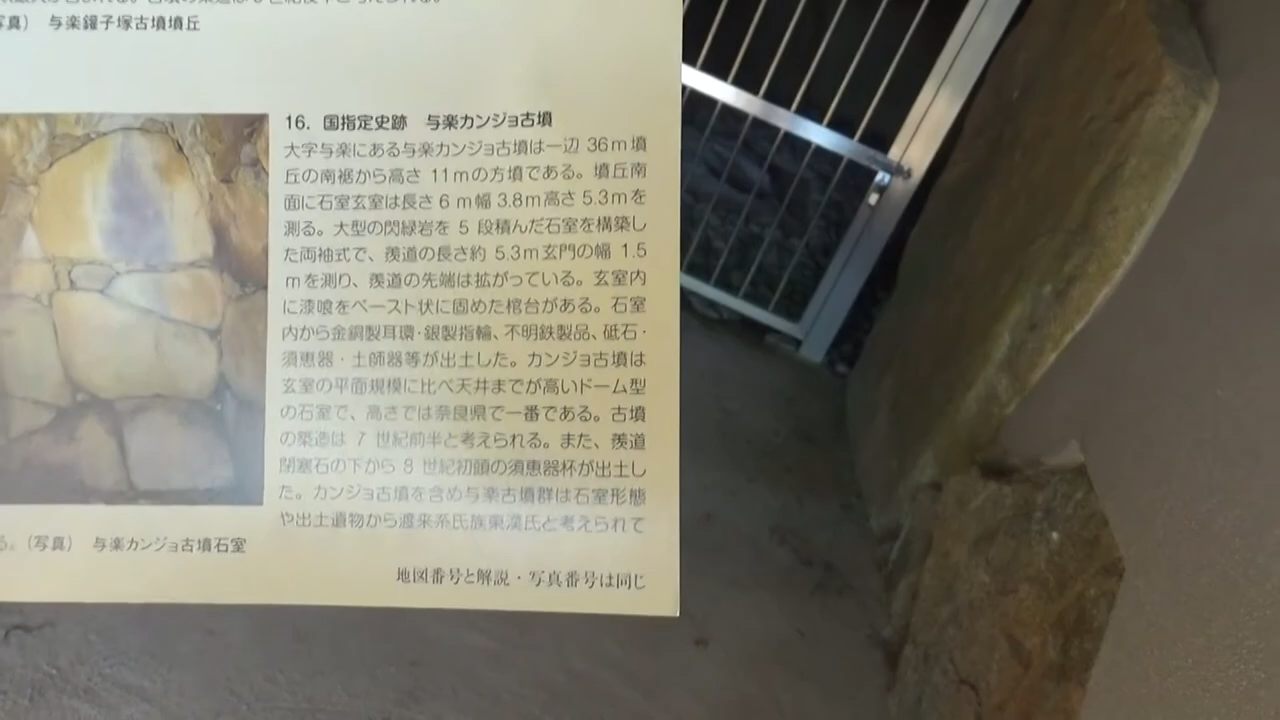 写真） 与楽鑵子塚古墳墳丘
16．国指定史跡　与楽カンジョ古墳
大字与楽にある与楽カンジョ古墳は一辺 36m墳
丘の南裾から高さ 11mの方墳である。墳丘南
面に石室玄室は長さ 6 m幅 3.8m高さ 5.3mを
測る。大型の閃緑岩を 5 段積んだ石室を構築し
た両袖式で、羨道の長さ約 5.3m玄門の幅 1.5
mを測り、羨道の先端は拡がっている。玄室内
に漆喰をペースト状に固めた棺台がある。石室
内から金銅製耳環・銀製指輪、不明鉄製品、砥石・
須恵器・土師器等が出土した。カンジョ古墳は
玄室の平面規模に比べ天井までが高いドーム型
の石室で、高さでは奈良県で一番である。古墳
の築造は 7 世紀前半と考えられる。また、羨道
閉塞石の下から 8 世紀初頭の須恵器杯が出土し
た。カンジョ古墳を含め与楽古墳群は石室形態
や出土遺物から渡来系氏族東漢氏と考えられて
る。（写真） 与楽カンジョ古墳石室
地図番号と解説・写真番号は同じ